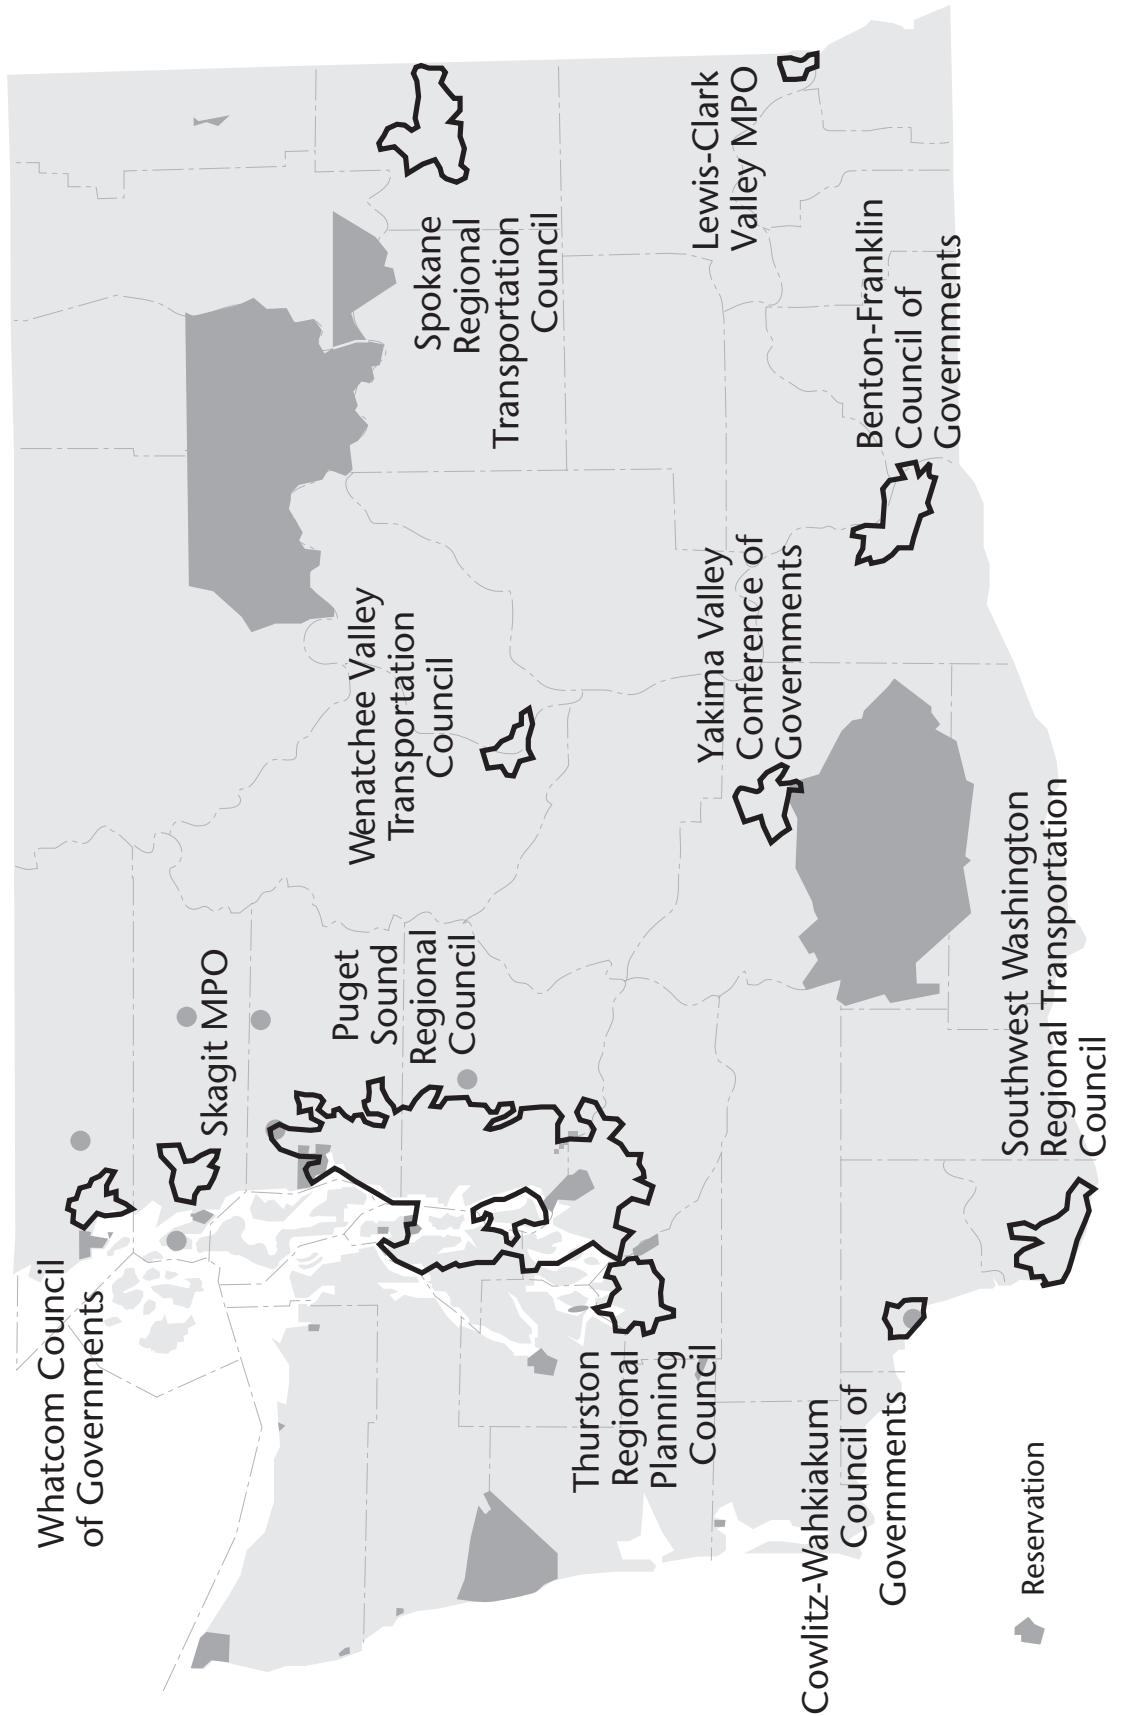 Whatcom Council
of Governments
Skagit MPO
Puget
Sound
Regional
Council
Wenatchee Valley
Transportation
Council
Spokane
Regional
Transportation
Council
Thurston
Regional
Planning
Council
Yakima Valley
Conference of
Governments
Lewis-Clark
Valley MPO
Benton-Franklin
Council of
Governments
Cowlitz-Wahkiakum
Council of
Governments
Southwest Washington
Regional Transportation
Council
Reservation